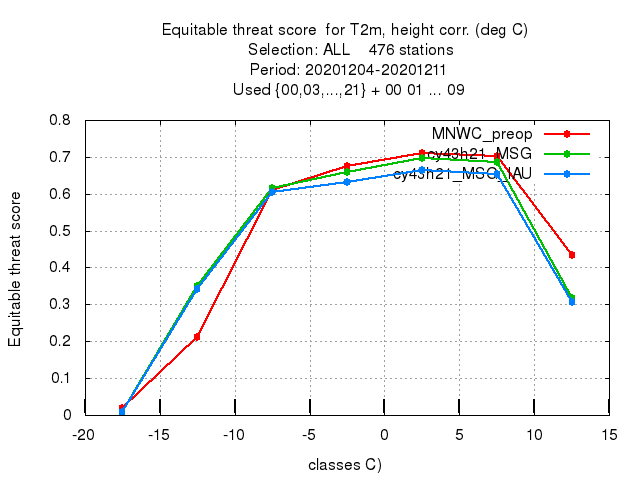 Equitable threat score  for T2m, height corr. (deg C)
Selection: ALL    476 stations
Period: 20201204-20201211
Used {00,03,...,21} + 00 01 ... 09
MNWC_preop
cy43h21_MSG
cy43h21_MSG_IAU
Equitable threat score
0.8
0.7
0.6
0.5
0.4
0.3
0.2
0.1
0
-20 -15 -10 -5 0 5 10 15
classes C)